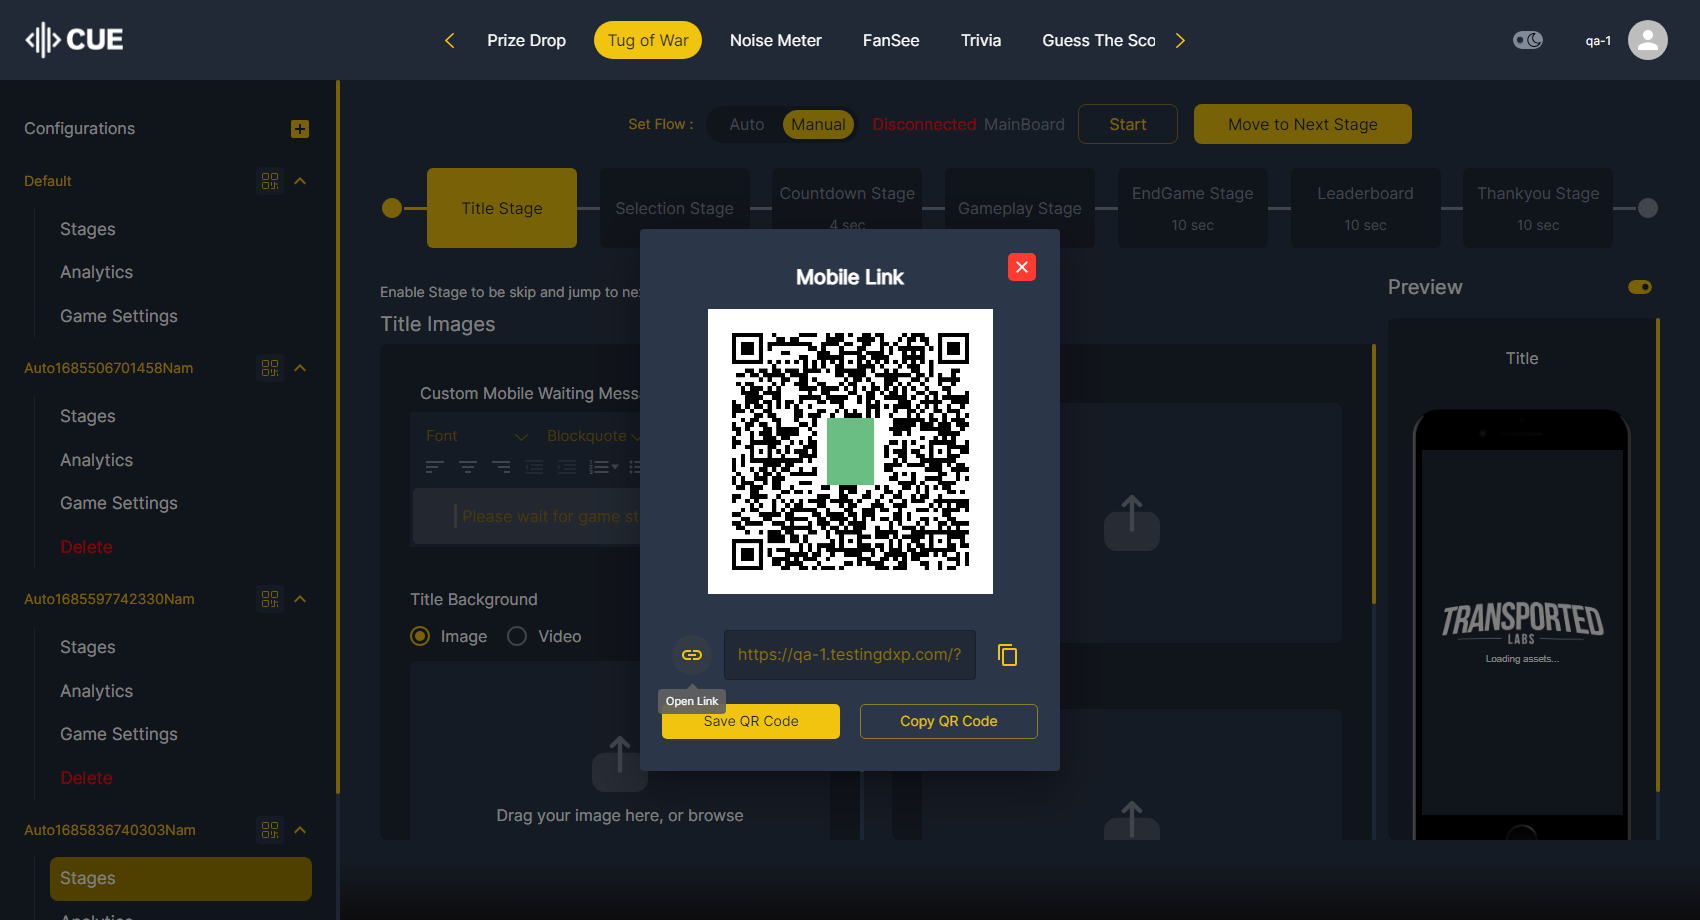 CUE
Prize Drop
Tug of War
Noise Meter
FanSee
Trivia
Guess The Sco
qa-1
Configurations
Default
Stages
Analytics
Game Settings
Auto1685506701458Nam
Stages
Analytics
Game Settings
Delete
Auto1685597742330Nam
Stages
Analytics
Game Settings
Delete
Auto1685836740303Nam
Stages
Analytics
Set Flow :
Auto
Manual
Disconnected MainBoard
Start
Move to Next Stage
Title Stage
Selection Stage
Countdown Stage
4 sec
Gameplay Stage
EndGame Stage
10 sec
Leaderboard
10 sec
Thankyou Stage
10 sec
Enable Stage to be skip and jump to ne
Title Images
Custom Mobile Waiting Mess
Font
Blockquote
Please wait for game st
Title Background
Image
Video
Drag your image here, or browse
Mobile Link
https://qa-1.testingdxp.com/?
Open Link
Save QR Code
Copy QR Code
Preview
Title
TRANSPORTED
LABS
Loading assets...